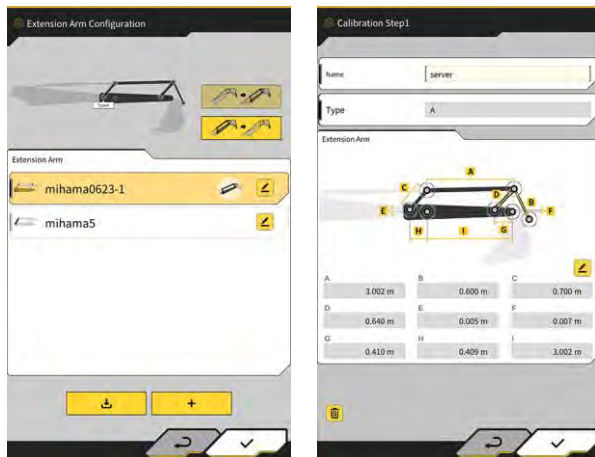 Extension Arm Configuration
Type A
Extension Arm
mihama0623-1
mihama5
+
Calibration Step1
Name
server
Type
A
Extension Arm
A
C
D
B
E
F
H
I
G
A
B
C
3.002 m
0.600 m
0.700 m
D
E
F
0.640 m
0.005 m
0.007 m
G
H
I
0.410 m
0.409 m
3.002 m